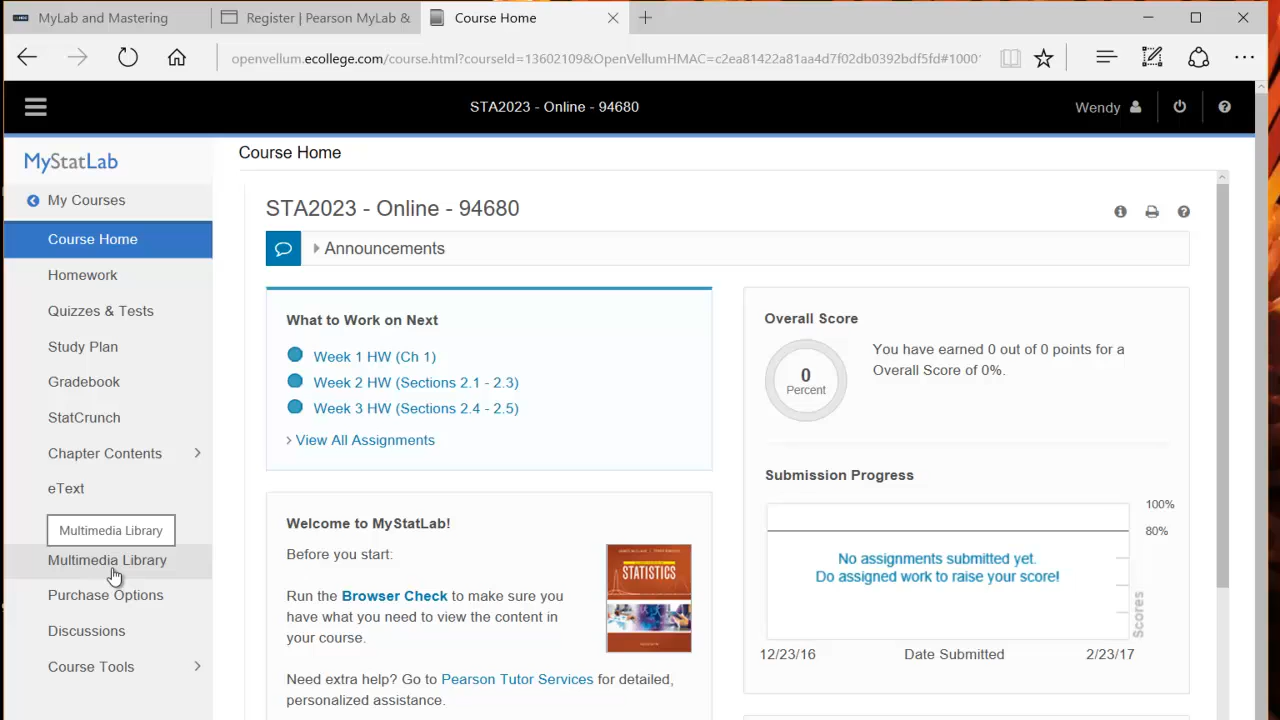 MyLab and Mastering
Register | Pearson MyLab &
Course Home
openvellum.ecollege.com/course.html?courseId=13602109&OpenVellumHMAC=c2ea81422a81aa4d7f02db0392bdf5fd#1000
STA2023 - Online - 94680
Wendy
MyStatLab
My Courses
Course Home
Homework
Quizzes & Tests
Study Plan
Gradebook
StatCrunch
Chapter Contents
eText
Multimedia Library
Multimedia Library
Purchase Options
Discussions
Course Tools
Course Home
STA2023 - Online - 94680
Announcements
What to Work on Next
Week 1 HW (Ch 1)
Week 2 HW (Sections 2.1 - 2.3)
Week 3 HW (Sections 2.4 - 2.5)
View All Assignments
Welcome to MyStatLab!
Before you start:
Run the Browser Check to make sure you
have what you need to view the content in
your course.
Need extra help? Go to Pearson Tutor Services for detailed,
personalized assistance.
STATISTICS
Overall Score
0
Percent
You have earned 0 out of 0 points for a
Overall Score of 0%.
Submission Progress
100%
80%
No assignments submitted yet.
Do assigned work to raise your score!
Scores
12/23/16
Date Submitted
2/23/17